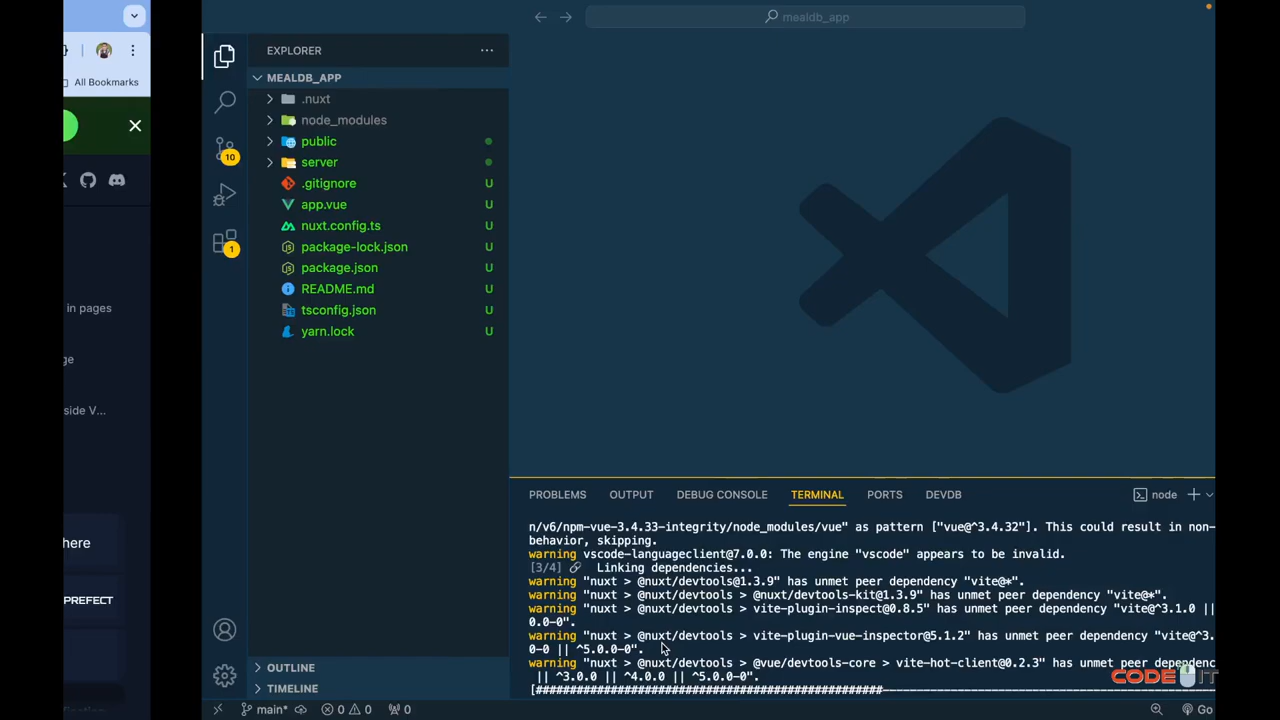 mealdb_app
All Bookmarks
in pages
ge
side V...
here
PREFECT
EXPLORER
MEALDB_APP
.nuxt
node_modules
public
server
.gitignore U
app.vue U
nuxt.config.ts U
package-lock.json U
package.json U
README.md U
tsconfig.json U
yarn.lock U
10
1
OUTLINE
TIMELINE
PROBLEMS OUTPUT DEBUG CONSOLE TERMINAL PORTS DEVDB
node
n/v6/npm-vue-3.4.33-integrity/node_modules/vue" as pattern ["vue@^3.4.32"]. This could result in non-
behavior, skipping.
warning vscode-languageclient@7.0.0: The engine "vscode" appears to be invalid.
[3/4] 🔗 Linking dependencies...
warning "nuxt > @nuxt/devtools@1.3.9" has unmet peer dependency "vite@*".
warning "nuxt > @nuxt/devtools > @nuxt/devtools-kit@1.3.9" has unmet peer dependency "vite@*".
warning "nuxt > @nuxt/devtools > vite-plugin-inspect@0.8.5" has unmet peer dependency "vite@^3.1.0 ||
0.0-0".
warning "nuxt > @nuxt/devtools > vite-plugin-vue-inspector@5.1.2" has unmet peer dependency "vite@^3.
0-0 || ^5.0.0-0".
warning "nuxt > @nuxt/devtools > @vue/devtools-core > vite-hot-client@0.2.3" has unmet peer dependenc
|| ^3.0.0 || ^4.0.0 || ^5.0.0-0".
[###################################################------------------------------------------------
CODE IT
main* 0 0 0 Go